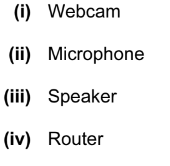 (i) Webcam
(ii) Microphone
(iii) Speaker
(iv) Router